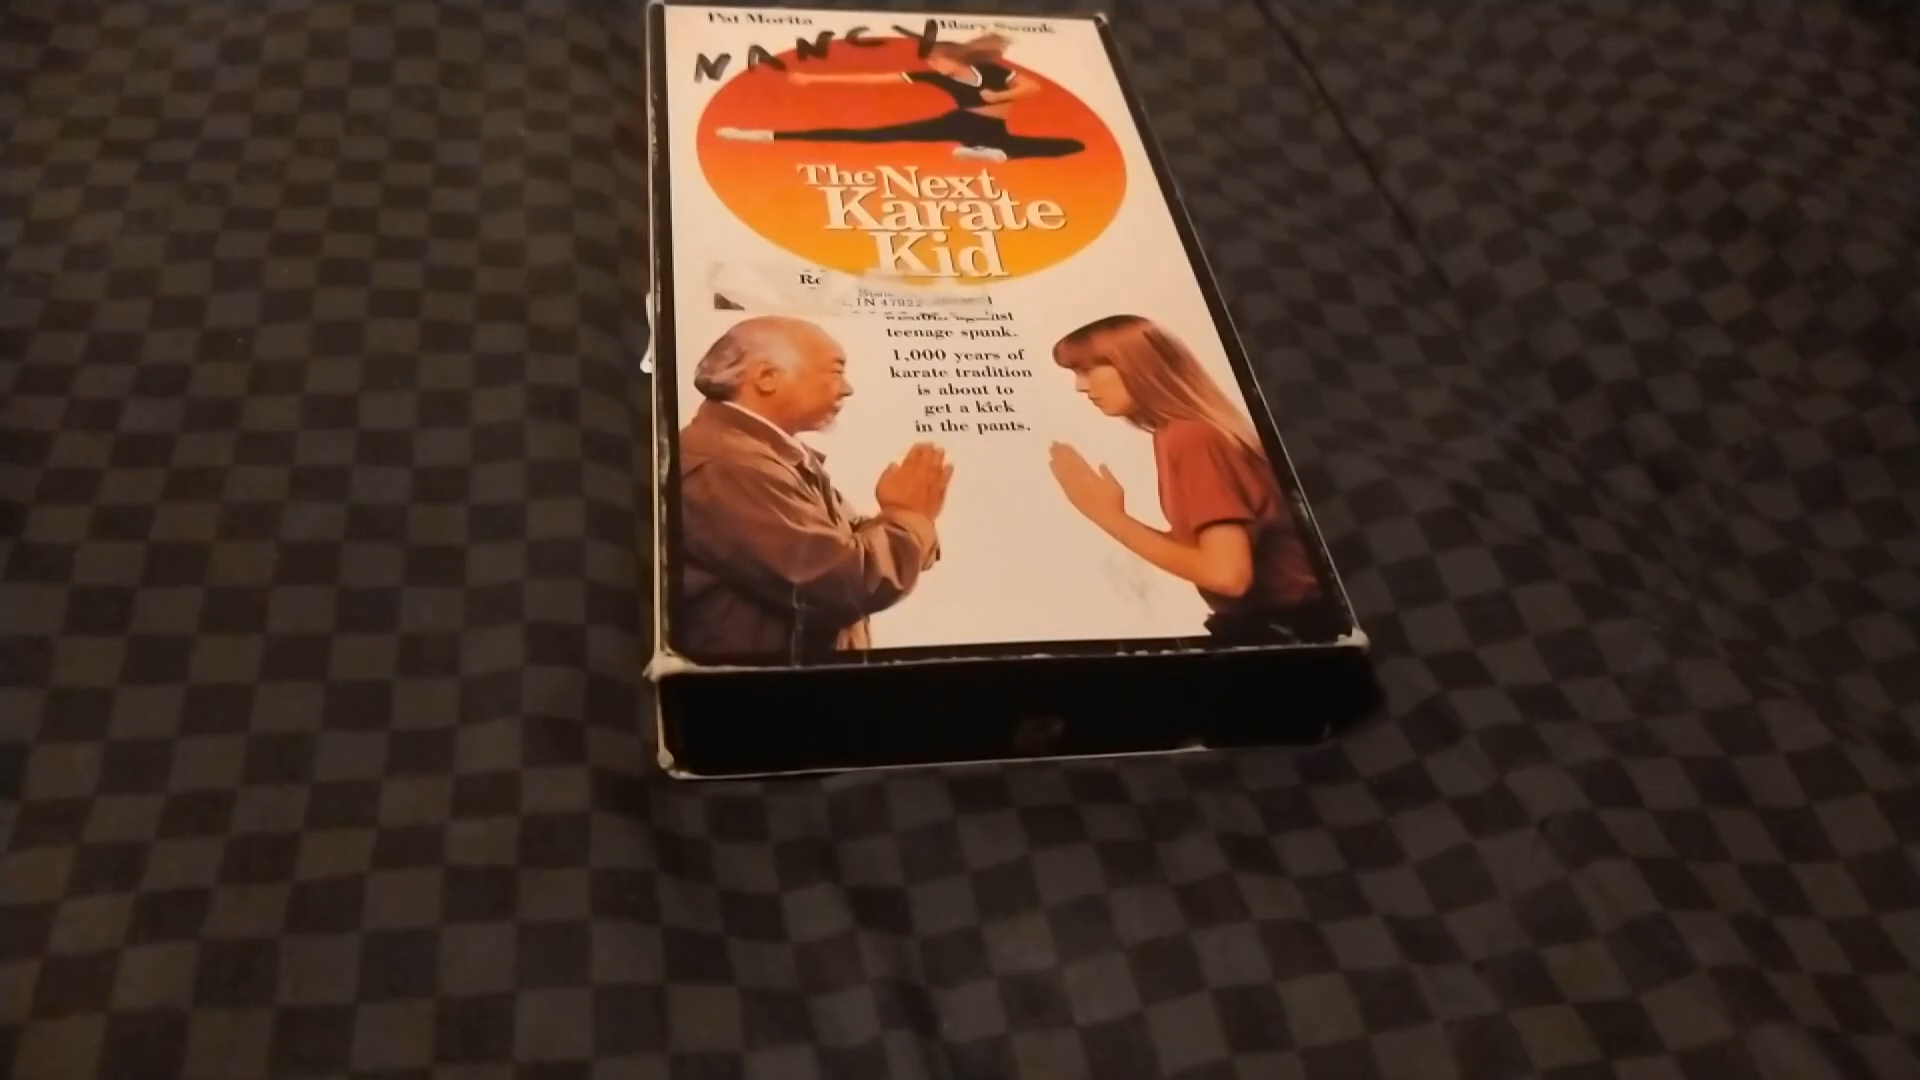 Pat Morita Hilary Swank
NANCY
The Next
Karate
Kid
IN 47922
teenage spunk.
1,000 years of
karate tradition
is about to
get a kick
in the pants.